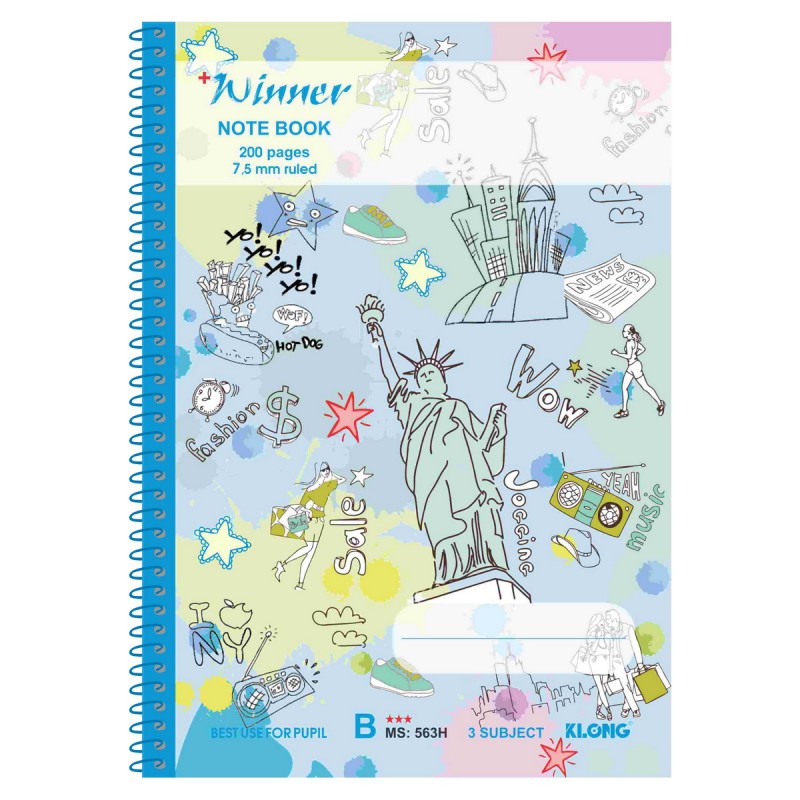 +Winner
NOTE BOOK
200 pages
7,5 mm ruled
Sale
fashion
yo!
yo!
yo!
yo!
WOF!
HOT DOG
NEWS
fashion
$
WOW
Jogging
YEAH
music
Sale
I
NY
BEST USE FOR PUPIL
B
MS: 563H
3 SUBJECT
KLONG®